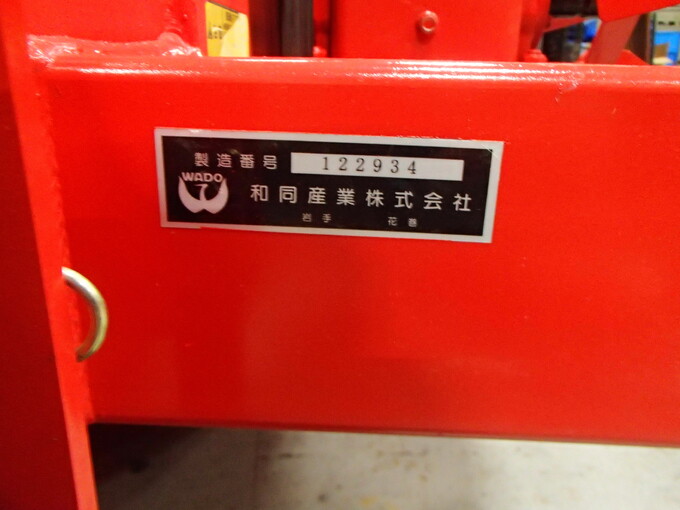 製造番号 122934
WADO
和同産業株式会社
岩手 花巻